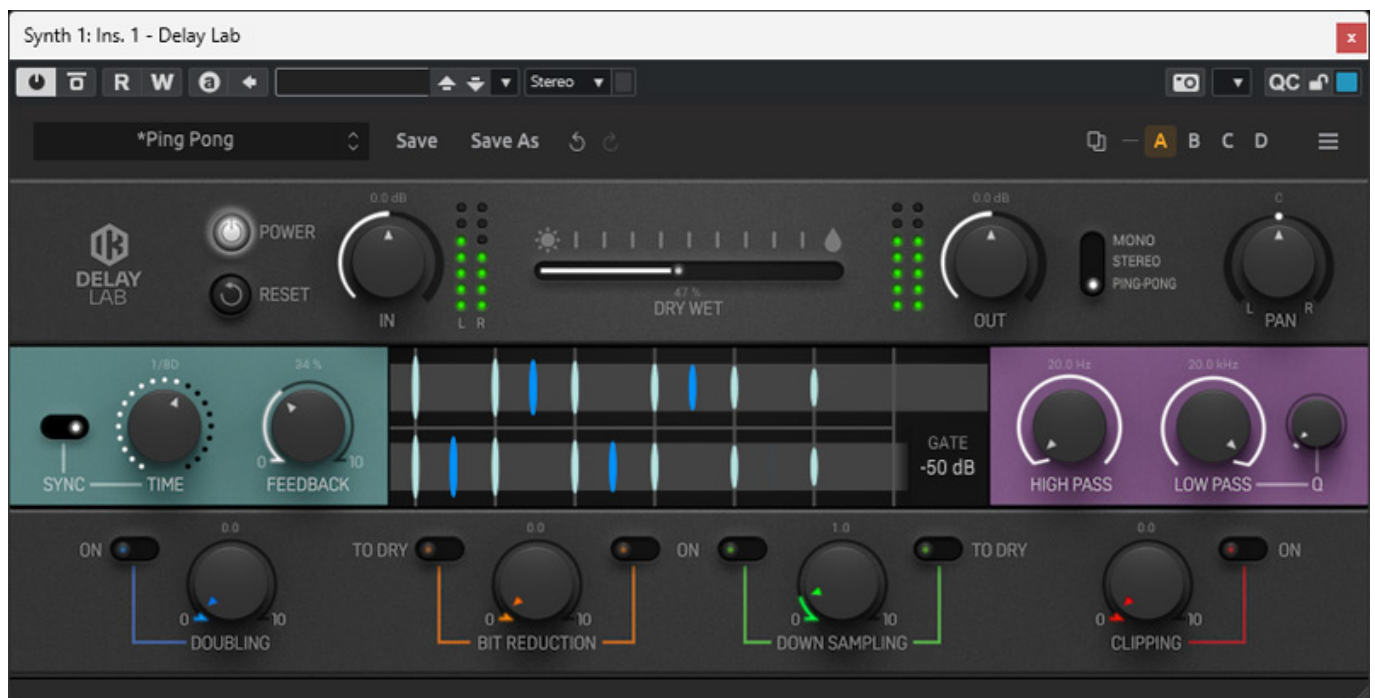 Synth 1: Ins. 1 - Delay Lab
x
R W a Stereo QC
*Ping Pong Save Save As A B C D
0.0 dB 0.0 dB C
POWER MONO
STEREO
DELAY PING-PONG
LAB RESET 47 % L R
IN L R DRY WET OUT PAN
1/8D 34 % 20.0 Hz 20.0 kHz
GATE
0 10 -50 dB
SYNC TIME FEEDBACK HIGH PASS LOW PASS Q
0.0 0.0 1.0 0.0
ON TO DRY ON TO DRY ON
0 10 0 10 0 10 0 10
DOUBLING BIT REDUCTION DOWN SAMPLING CLIPPING